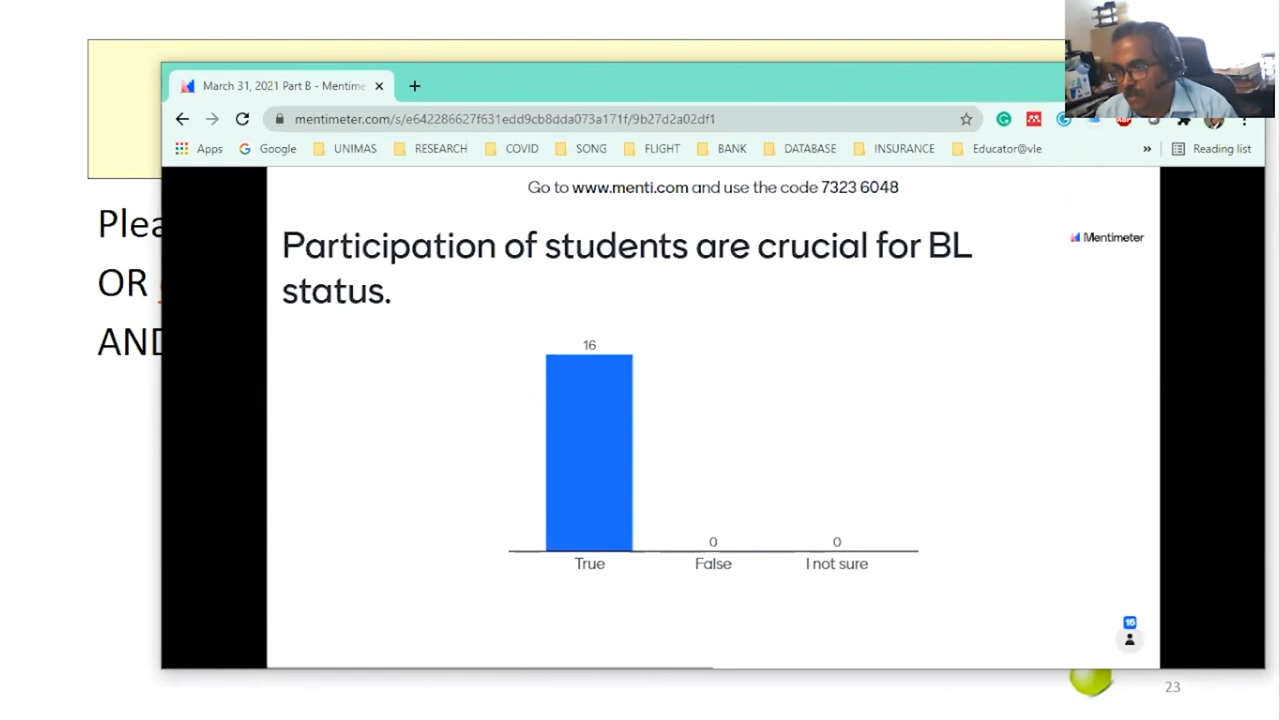 March 31, 2021 Part B - Mentime
mentimeter.com/s/e642286627f631edd9cb8dda073a171f/9b27d2a02df1
Apps Google UNIMAS RESEARCH COVID SONG FLIGHT BANK DATABASE INSURANCE Educator@vle » Reading list
Go to www.menti.com and use the code 7323 6048
Participation of students are crucial for BL
status.
Mentimeter
Plea
OR
AND
16
0 0
True False I not sure
16
23